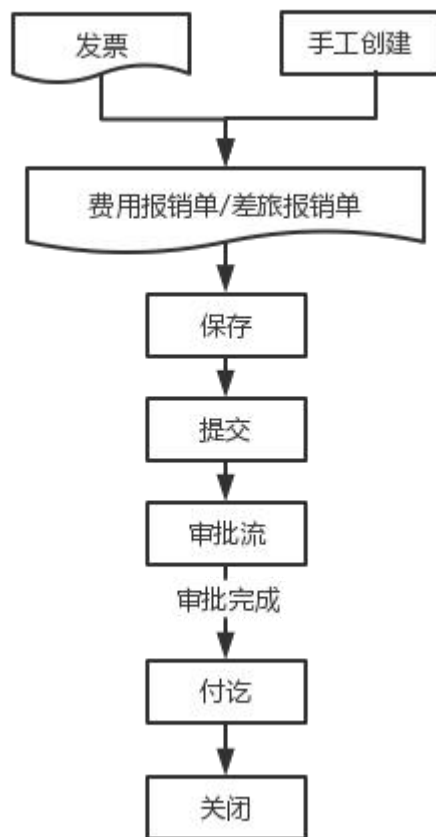 发票
手工创建
费用报销单/差旅报销单
保存
提交
审批流
审批完成
付讫
关闭